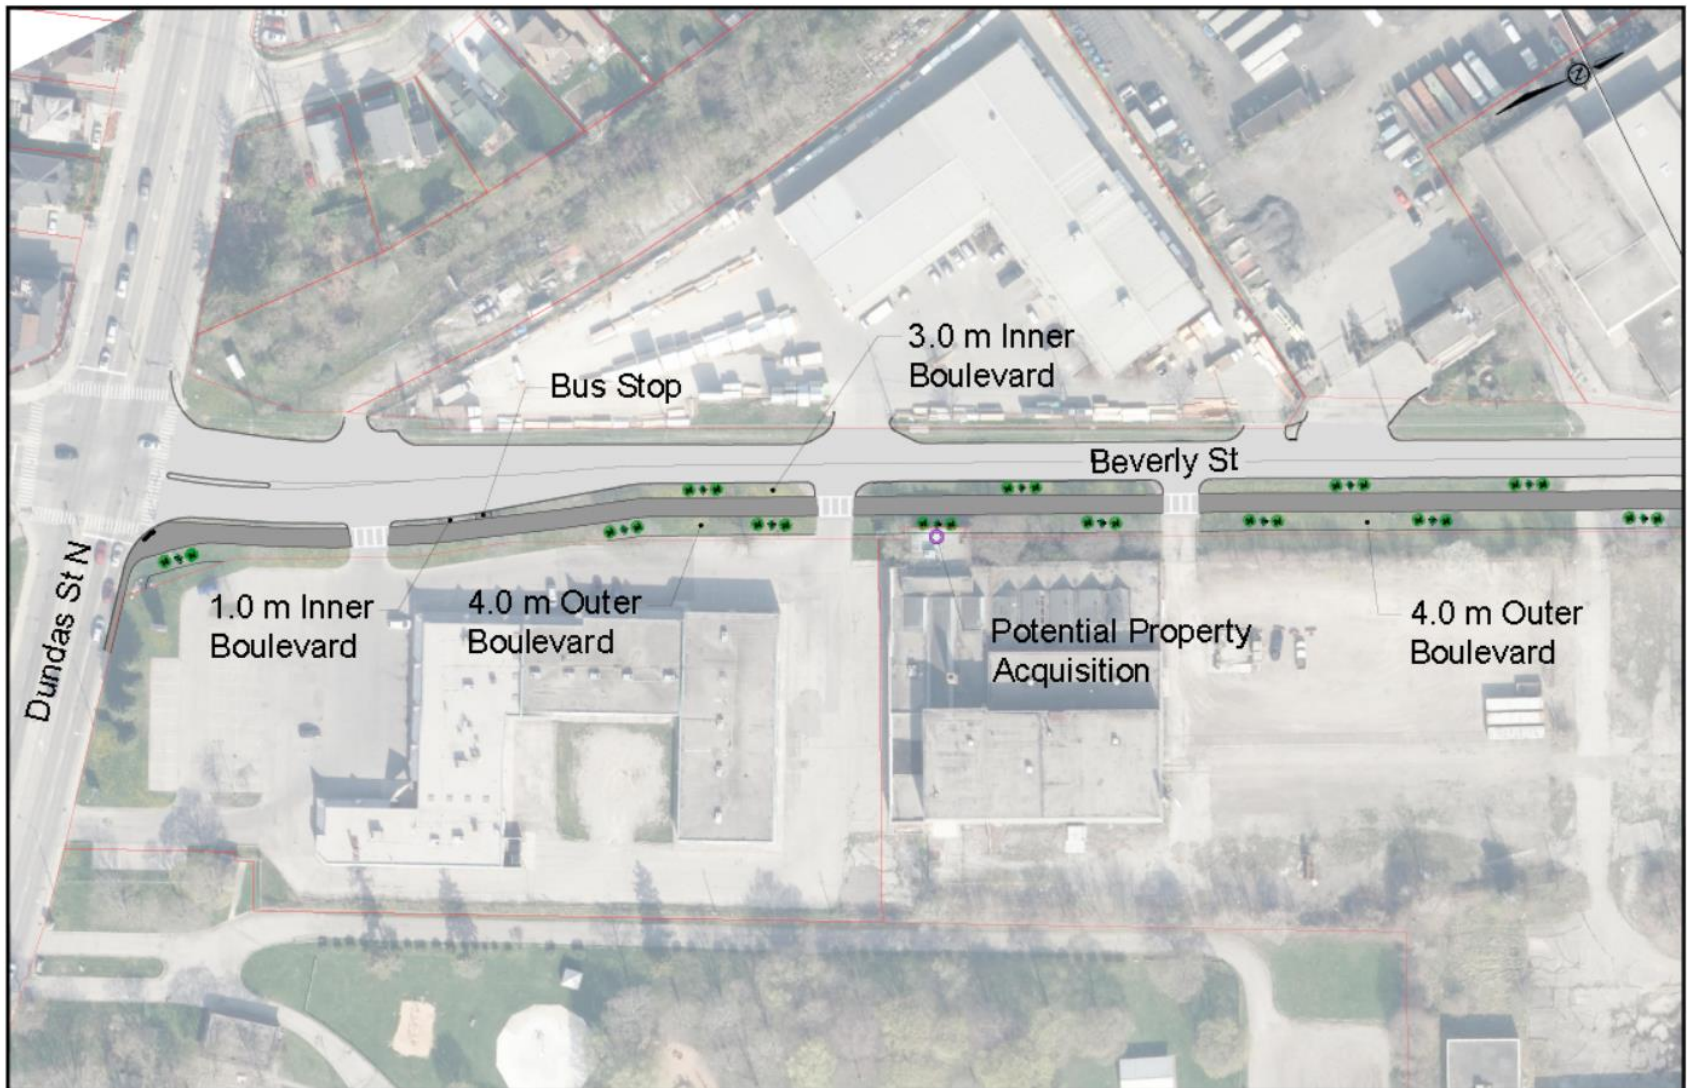 3.0 m Inner
Boulevard
Bus Stop
Beverly St
Dundas St N
1.0 m Inner
Boulevard
4.0 m Outer
Boulevard
Potential Property
Acquisition
4.0 m Outer
Boulevard